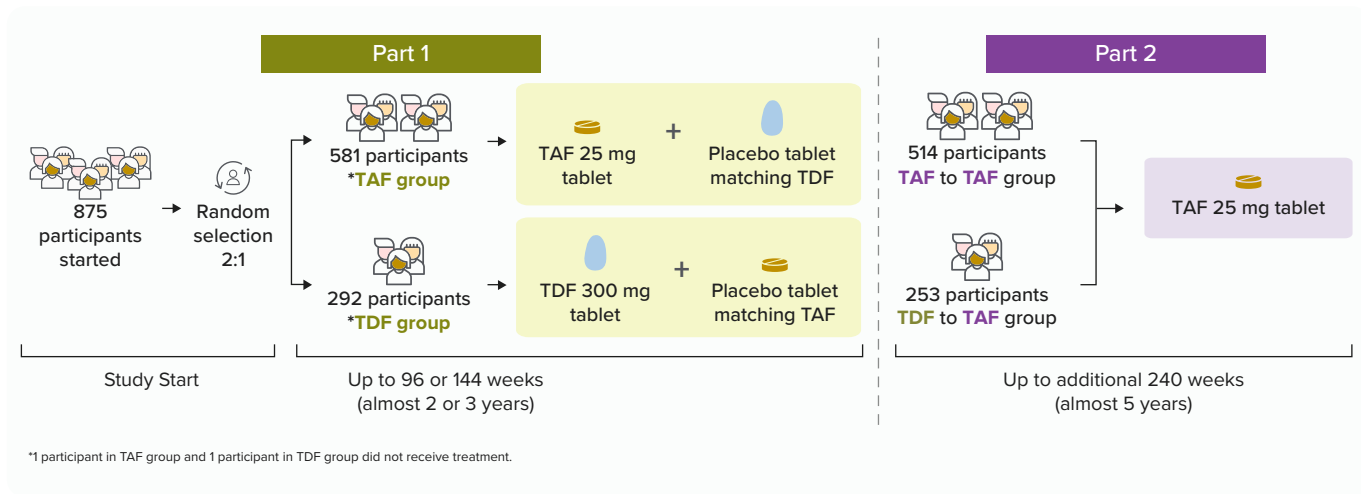 Part 1
Part 2
875
participants
started
Random
selection
2:1
581 participants
*TAF group
TAF 25 mg
tablet
+
Placebo tablet
matching TDF
292 participants
*TDF group
TDF 300 mg
tablet
+
Placebo tablet
matching TAF
514 participants
TAF to TAF group
253 participants
TDF to TAF group
TAF 25 mg tablet
Study Start
Up to 96 or 144 weeks
(almost 2 or 3 years)
Up to additional 240 weeks
(almost 5 years)
*1 participant in TAF group and 1 participant in TDF group did not receive treatment.